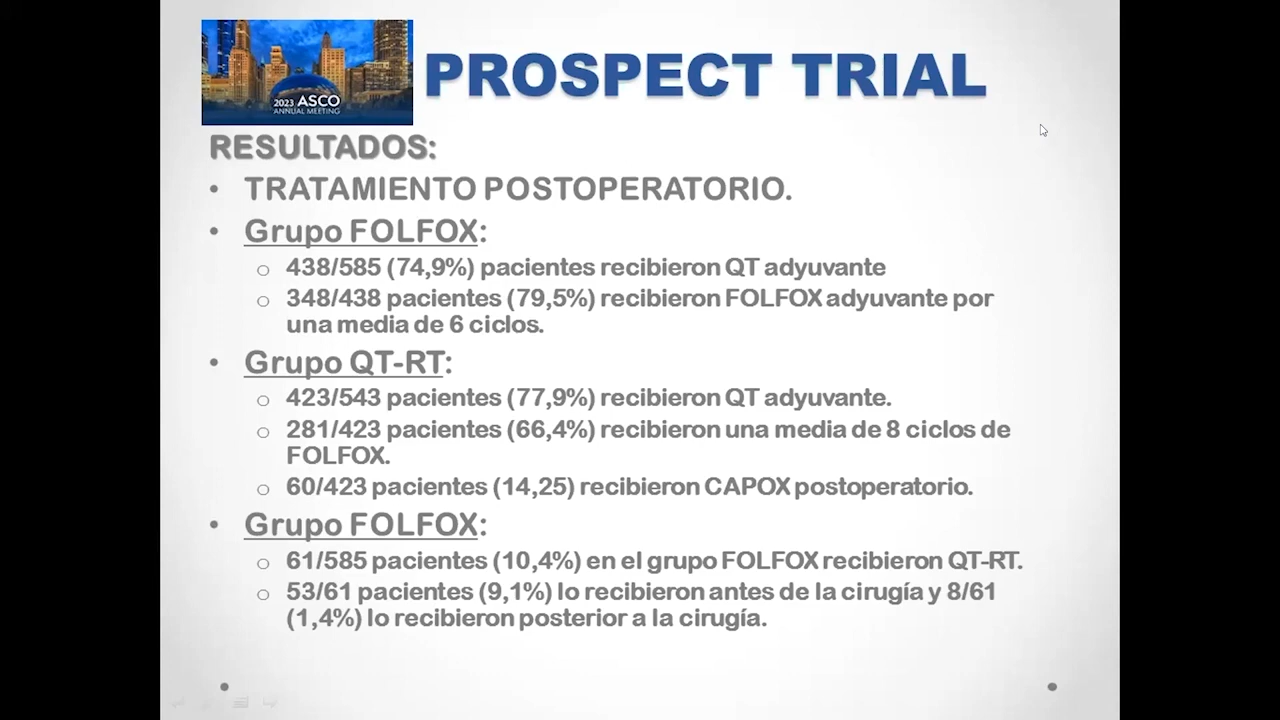 2023 ASCO
ANNUAL MEETING
PROSPECT TRIAL
RESULTADOS:
• TRATAMIENTO POSTOPERATORIO.
• Grupo FOLFOX:
o 438/585 (74,9%) pacientes recibieron QT adyuvante
o 348/438 pacientes (79,5%) recibieron FOLFOX adyuvante por
una media de 6 ciclos.
• Grupo QT-RT:
o 423/543 pacientes (77,9%) recibieron QT adyuvante.
o 281/423 pacientes (66,4%) recibieron una media de 8 ciclos de
FOLFOX.
o 60/423 pacientes (14,25) recibieron CAPOX postoperatorio.
• Grupo FOLFOX:
o 61/585 pacientes (10,4%) en el grupo FOLFOX recibieron QT-RT.
o 53/61 pacientes (9,1%) lo recibieron antes de la cirugía y 8/61
(1,4%) lo recibieron posterior a la cirugía.